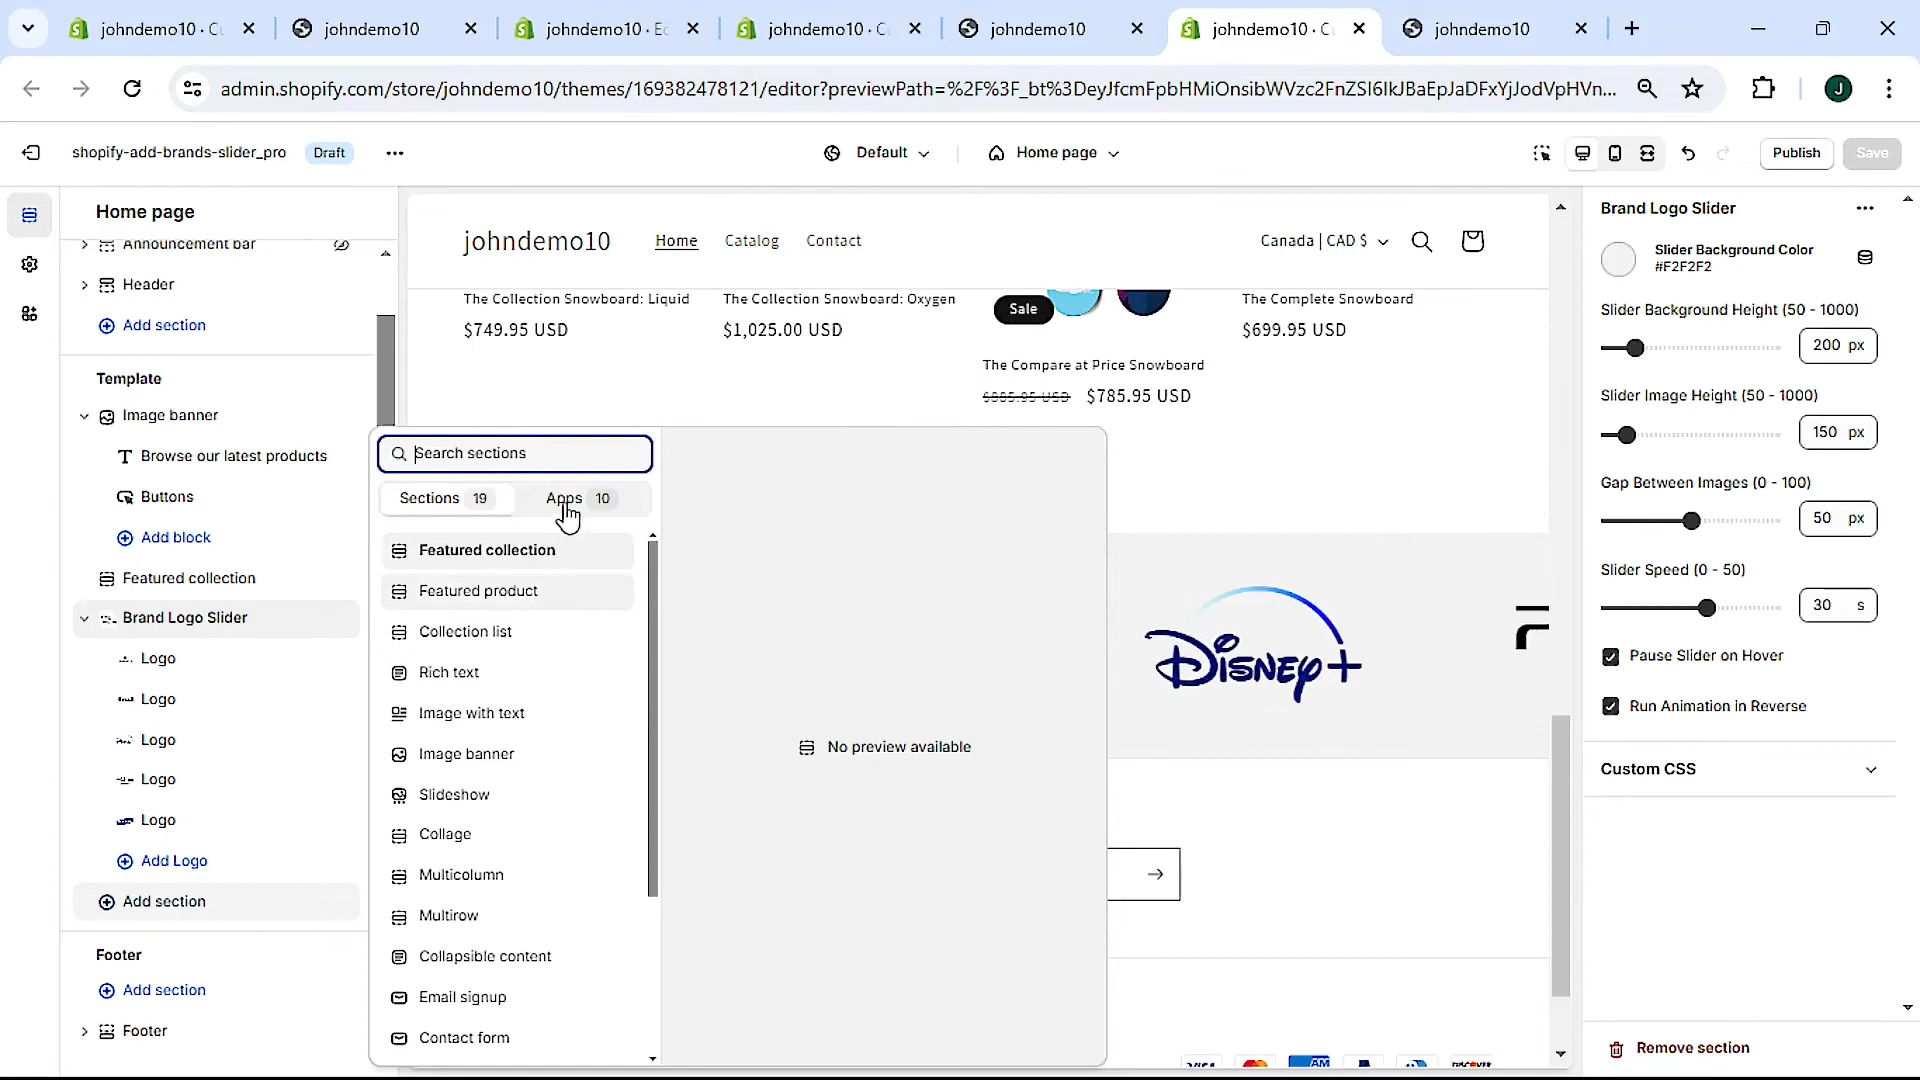 johndemo10 · Cu
johndemo10
johndemo10 · Ec
johndemo10 · C
johndemo10
johndemo10 · C
johndemo10
admin.shopify.com/store/johndemo10/themes/169382478121/editor?previewPath=%2F%3F_bt%3DeyJfcmFpbHMiOnsibWVzc2FnZSI6IkJBaEpJaDFxYjJodVpHVn...
J
shopify-add-brands-slider_pro
Draft
Default
Home page
Publish
Save
Home page
Announcement bar
Header
Add section
Template
Image banner
Browse our latest products
Buttons
Add block
Featured collection
Brand Logo Slider
Logo
Logo
Logo
Logo
Logo
Add Logo
Add section
Footer
Add section
Footer
Search sections
Sections 19
Apps 10
Featured collection
Featured product
Collection list
Rich text
Image with text
Image banner
Slideshow
Collage
Multicolumn
Multirow
Collapsible content
Email signup
Contact form
No preview available
johndemo10
Home
Catalog
Contact
Canada | CAD $
The Collection Snowboard: Liquid
$749.95 USD
The Collection Snowboard: Oxygen
$1,025.00 USD
Sale
The Compare at Price Snowboard
$885.95 USD $785.95 USD
The Complete Snowboard
$699.95 USD
Disney+
VISA
AM
DISCOVER
Brand Logo Slider
Slider Background Color
#F2F2F2
Slider Background Height (50 - 1000)
200 px
Slider Image Height (50 - 1000)
150 px
Gap Between Images (0 - 100)
50 px
Slider Speed (0 - 50)
30 s
Pause Slider on Hover
Run Animation in Reverse
Custom CSS
Remove section